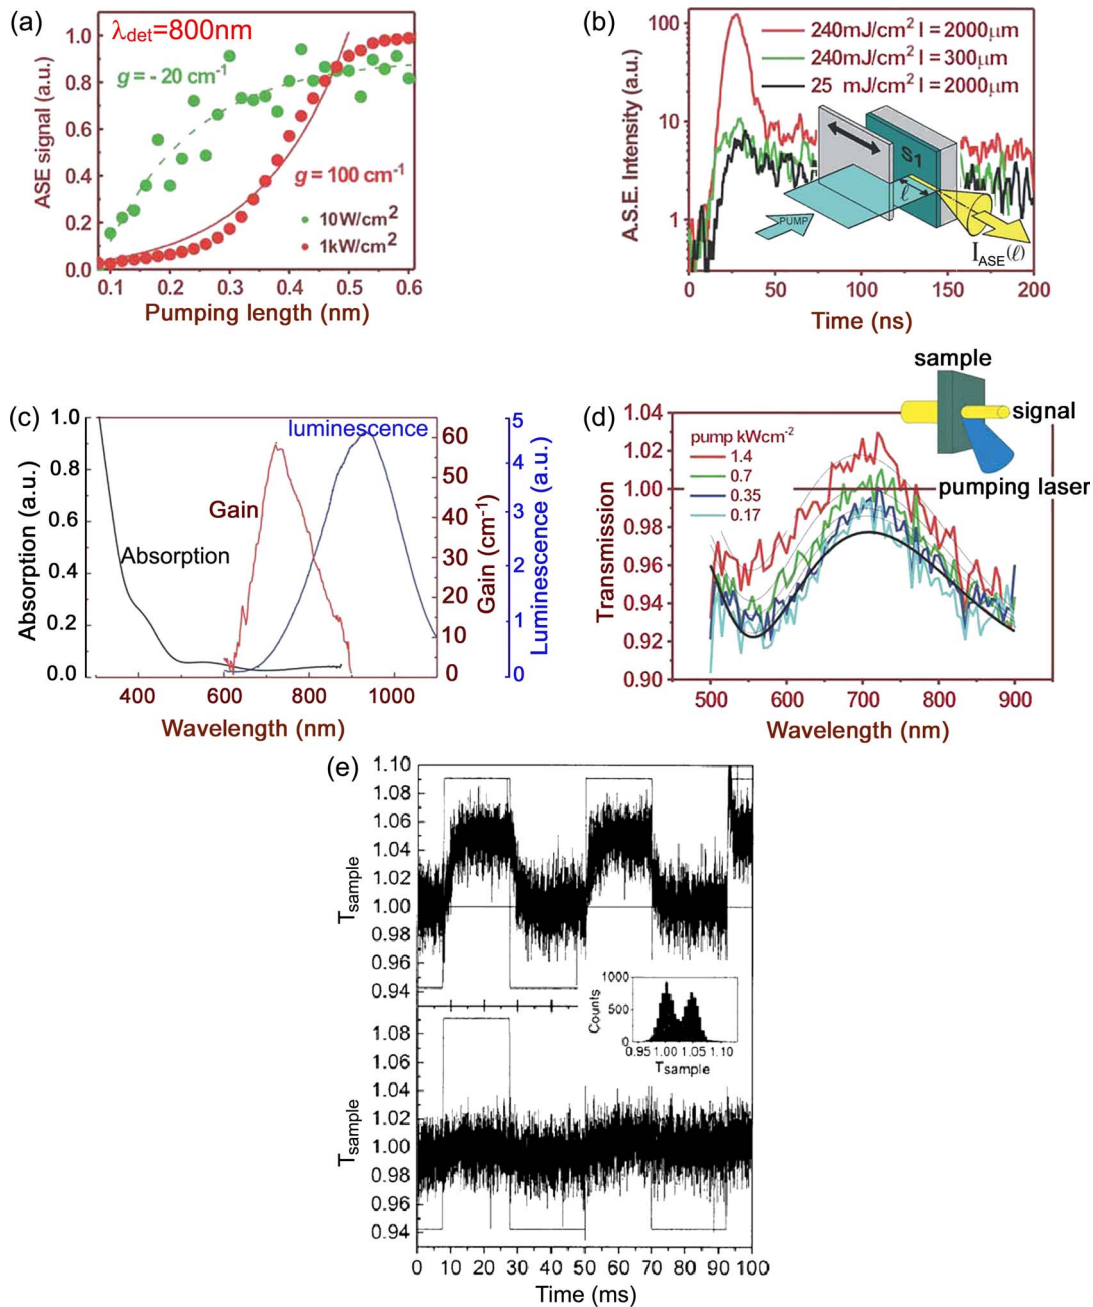 (a)
λdet=800nm
g = - 20 cm-1
g = 100 cm-1
10W/cm2
1kW/cm2
ASE signal (a.u.)
1.0
0.8
0.6
0.4
0.2
0.0
0.1 0.2 0.3 0.4 0.5 0.6
Pumping length (nm)
(b)
240mJ/cm2 l = 2000μm
240mJ/cm2 l = 300μm
25 mJ/cm2 l = 2000μm
A.S.E. Intensity (a.u.)
100
10
1
S1
ℓ
PUMP
IASE(ℓ)
0 50 100 150 200
Time (ns)
(c)
luminescence
Gain
Absorption
Absorption (a.u.)
1.0
0.8
0.6
0.4
0.2
0.0
Gain (cm-1)
60
50
40
30
20
10
0
Luminescence (a.u.)
5
4
3
2
1
0
400 600 800 1000
Wavelength (nm)
(d)
sample
signal
pumping laser
pump kWcm-2
1.4
0.7
0.35
0.17
Transmission
1.04
1.02
1.00
0.98
0.96
0.94
0.92
0.90
500 600 700 800 900
Wavelength (nm)
(e)
Tsample
1.10
1.08
1.06
1.04
1.02
1.00
0.98
0.96
0.94
Counts
1000
500
0
0.95 1.00 1.05 1.10
Tsample
Tsample
1.08
1.06
1.04
1.02
1.00
0.98
0.96
0.94
0 10 20 30 40 50 60 70 80 90 100
Time (ms)